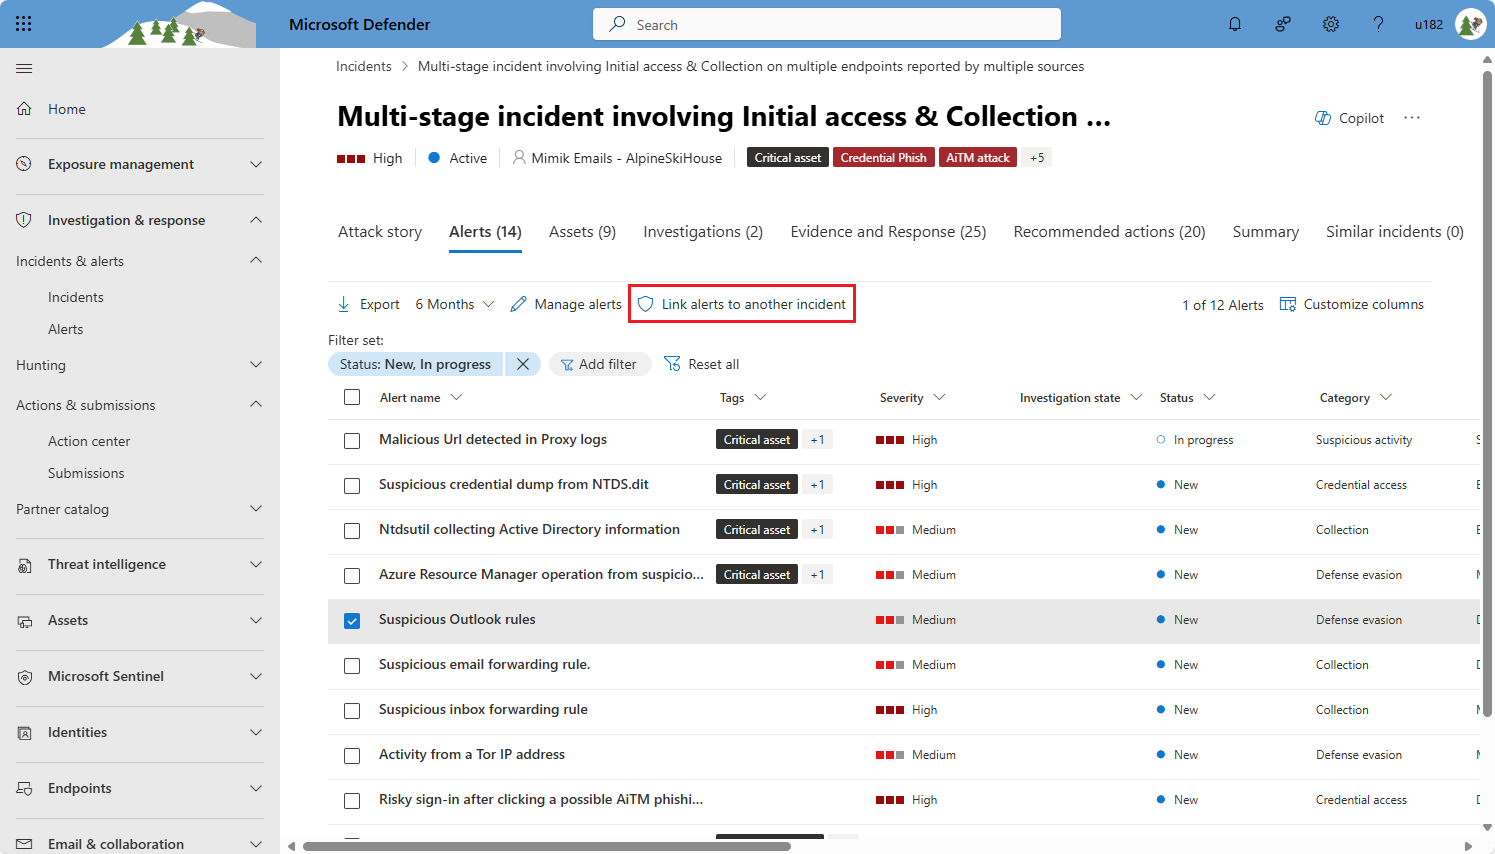 Microsoft Defender
Search
u182
Home
Exposure management
Investigation & response
Incidents & alerts
Incidents
Alerts
Hunting
Actions & submissions
Action center
Submissions
Partner catalog
Threat intelligence
Assets
Microsoft Sentinel
Identities
Endpoints
Email & collaboration
Incidents > Multi-stage incident involving Initial access & Collection on multiple endpoints reported by multiple sources
Multi-stage incident involving Initial access & Collection ...
Copilot ...
High Active Mimik Emails - AlpineSkiHouse Critical asset Credential Phish AiTM attack +5
Attack story Alerts (14) Assets (9) Investigations (2) Evidence and Response (25) Recommended actions (20) Summary Similar incidents (0)
Export 6 Months Manage alerts Link alerts to another incident 1 of 12 Alerts Customize columns
Filter set:
Status: New, In progress Add filter Reset all
Alert name Tags Severity Investigation state Status Category
Malicious Url detected in Proxy logs Critical asset +1 High In progress Suspicious activity
Suspicious credential dump from NTDS.dit Critical asset +1 High New Credential access
Ntdsutil collecting Active Directory information Critical asset +1 Medium New Collection
Azure Resource Manager operation from suspicio... Critical asset +1 Medium New Defense evasion
Suspicious Outlook rules Medium New Defense evasion
Suspicious email forwarding rule. Medium New Collection
Suspicious inbox forwarding rule High New Collection
Activity from a Tor IP address Medium New Defense evasion
Risky sign-in after clicking a possible AiTM phishi... High New Credential access